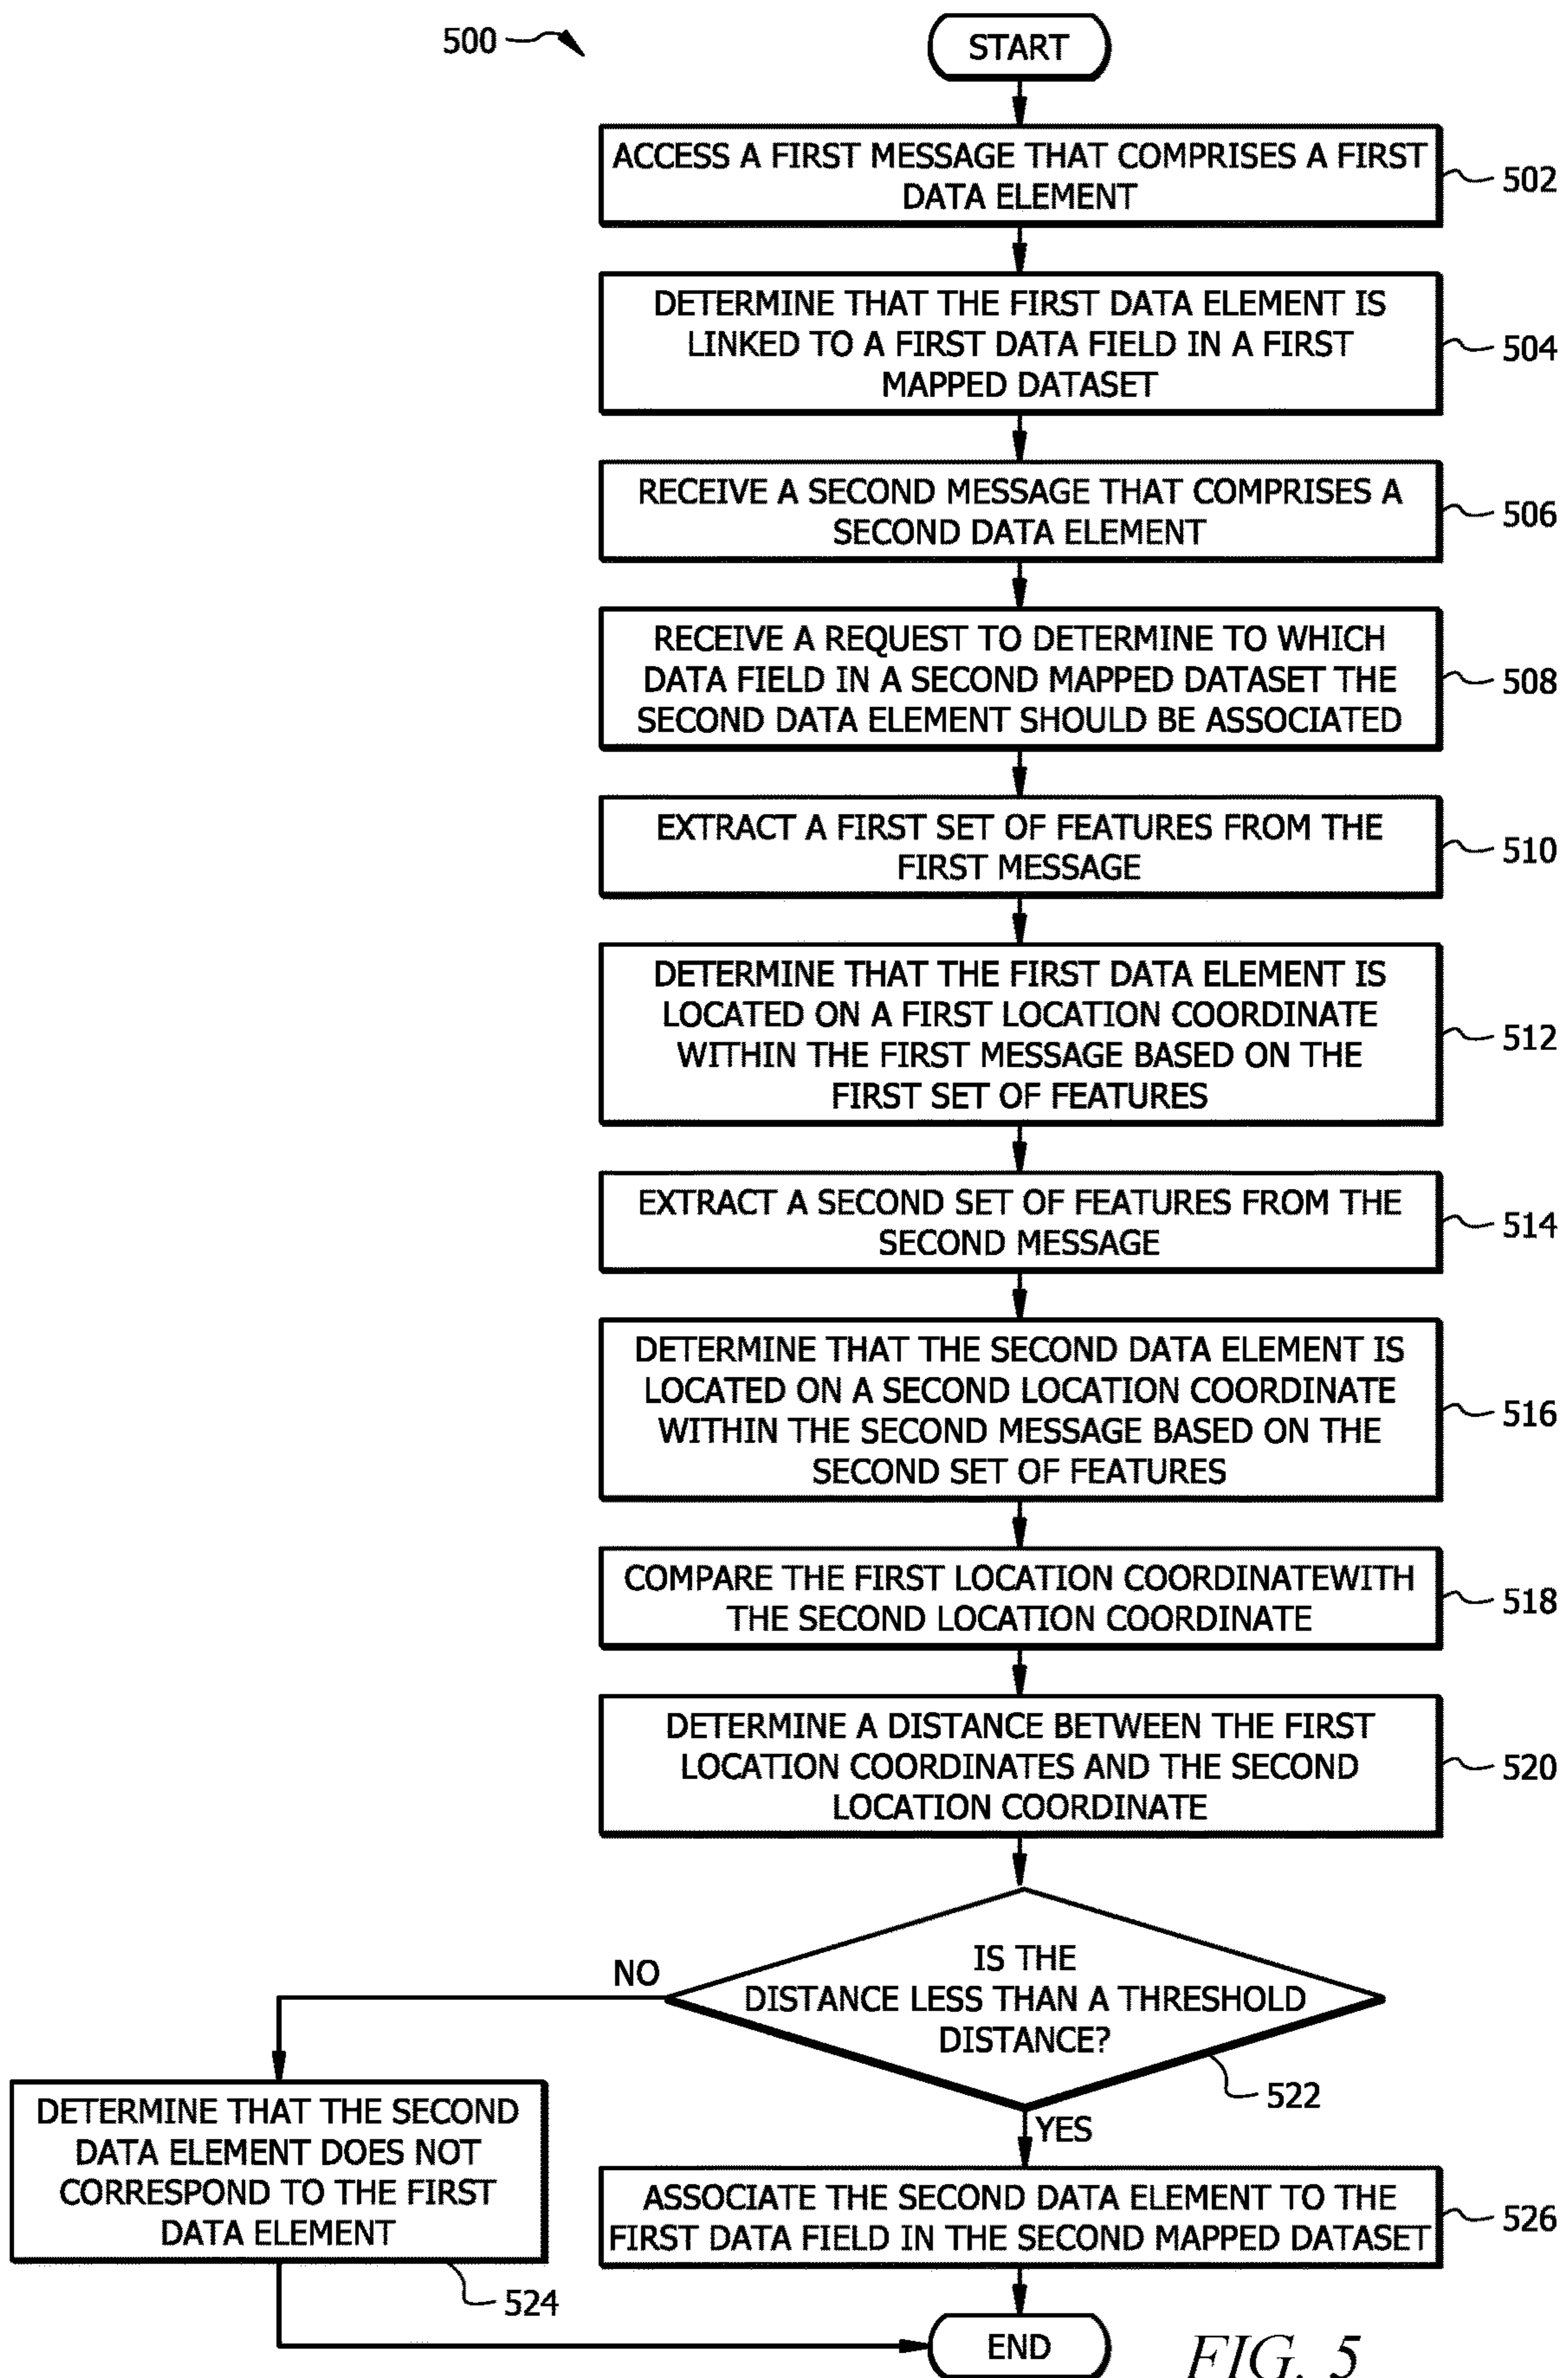 500
START
ACCESS A FIRST MESSAGE THAT COMPRISES A FIRST
DATA ELEMENT
502
DETERMINE THAT THE FIRST DATA ELEMENT IS
LINKED TO A FIRST DATA FIELD IN A FIRST
MAPPED DATASET
504
RECEIVE A SECOND MESSAGE THAT COMPRISES A
SECOND DATA ELEMENT
506
RECEIVE A REQUEST TO DETERMINE TO WHICH
DATA FIELD IN A SECOND MAPPED DATASET THE
SECOND DATA ELEMENT SHOULD BE ASSOCIATED
508
EXTRACT A FIRST SET OF FEATURES FROM THE
FIRST MESSAGE
510
DETERMINE THAT THE FIRST DATA ELEMENT IS
LOCATED ON A FIRST LOCATION COORDINATE
WITHIN THE FIRST MESSAGE BASED ON THE
FIRST SET OF FEATURES
512
EXTRACT A SECOND SET OF FEATURES FROM THE
SECOND MESSAGE
514
DETERMINE THAT THE SECOND DATA ELEMENT IS
LOCATED ON A SECOND LOCATION COORDINATE
WITHIN THE SECOND MESSAGE BASED ON THE
SECOND SET OF FEATURES
516
COMPARE THE FIRST LOCATION COORDINATEWITH
THE SECOND LOCATION COORDINATE
518
DETERMINE A DISTANCE BETWEEN THE FIRST
LOCATION COORDINATES AND THE SECOND
LOCATION COORDINATE
520
IS THE
DISTANCE LESS THAN A THRESHOLD
DISTANCE?
522
NO
YES
DETERMINE THAT THE SECOND
DATA ELEMENT DOES NOT
CORRESPOND TO THE FIRST
DATA ELEMENT
524
ASSOCIATE THE SECOND DATA ELEMENT TO THE
FIRST DATA FIELD IN THE SECOND MAPPED DATASET
526
END
FIG. 5